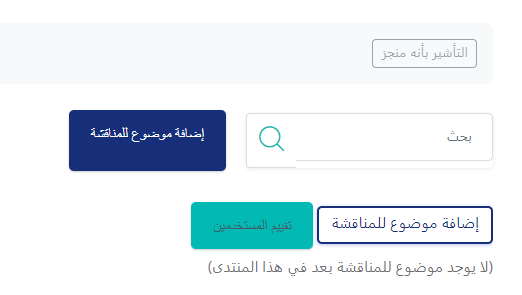 التأشير بأنه منجز
بحث
إضافة موضوع للمناقشة
إضافة موضوع للمناقشة
تقييم المستخدمين
(لا يوجد موضوع للمناقشة بعد في هذا المنتدى)